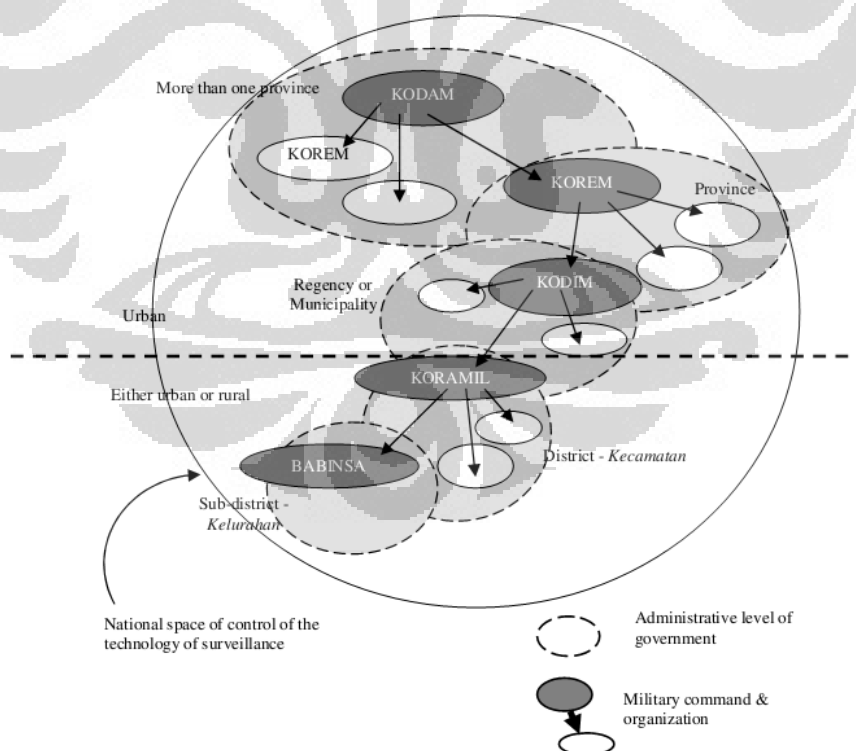 More than one province
KODAM
KOREM
KOREM
Province
Regency or
Municipality
KODIM
Urban
KORAMIL
Either urban or rural
BABINSA
District - Kecamatan
Sub-district -
Kelurahan
National space of control of the
technology of surveillance
Administrative level of
government
Military command &
organization